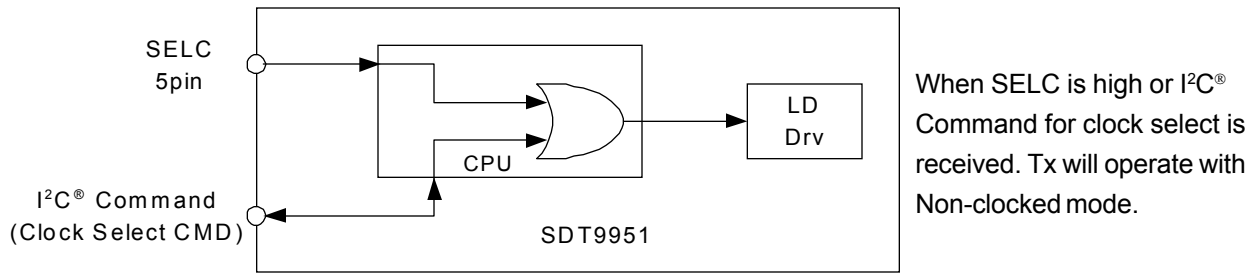 SELC
5pin
I²C® Command
(Clock Select CMD)
CPU
LD
Drv
SDT9951
When SELC is high or I²C®
Command for clock select is
received. Tx will operate with
Non-clocked mode.